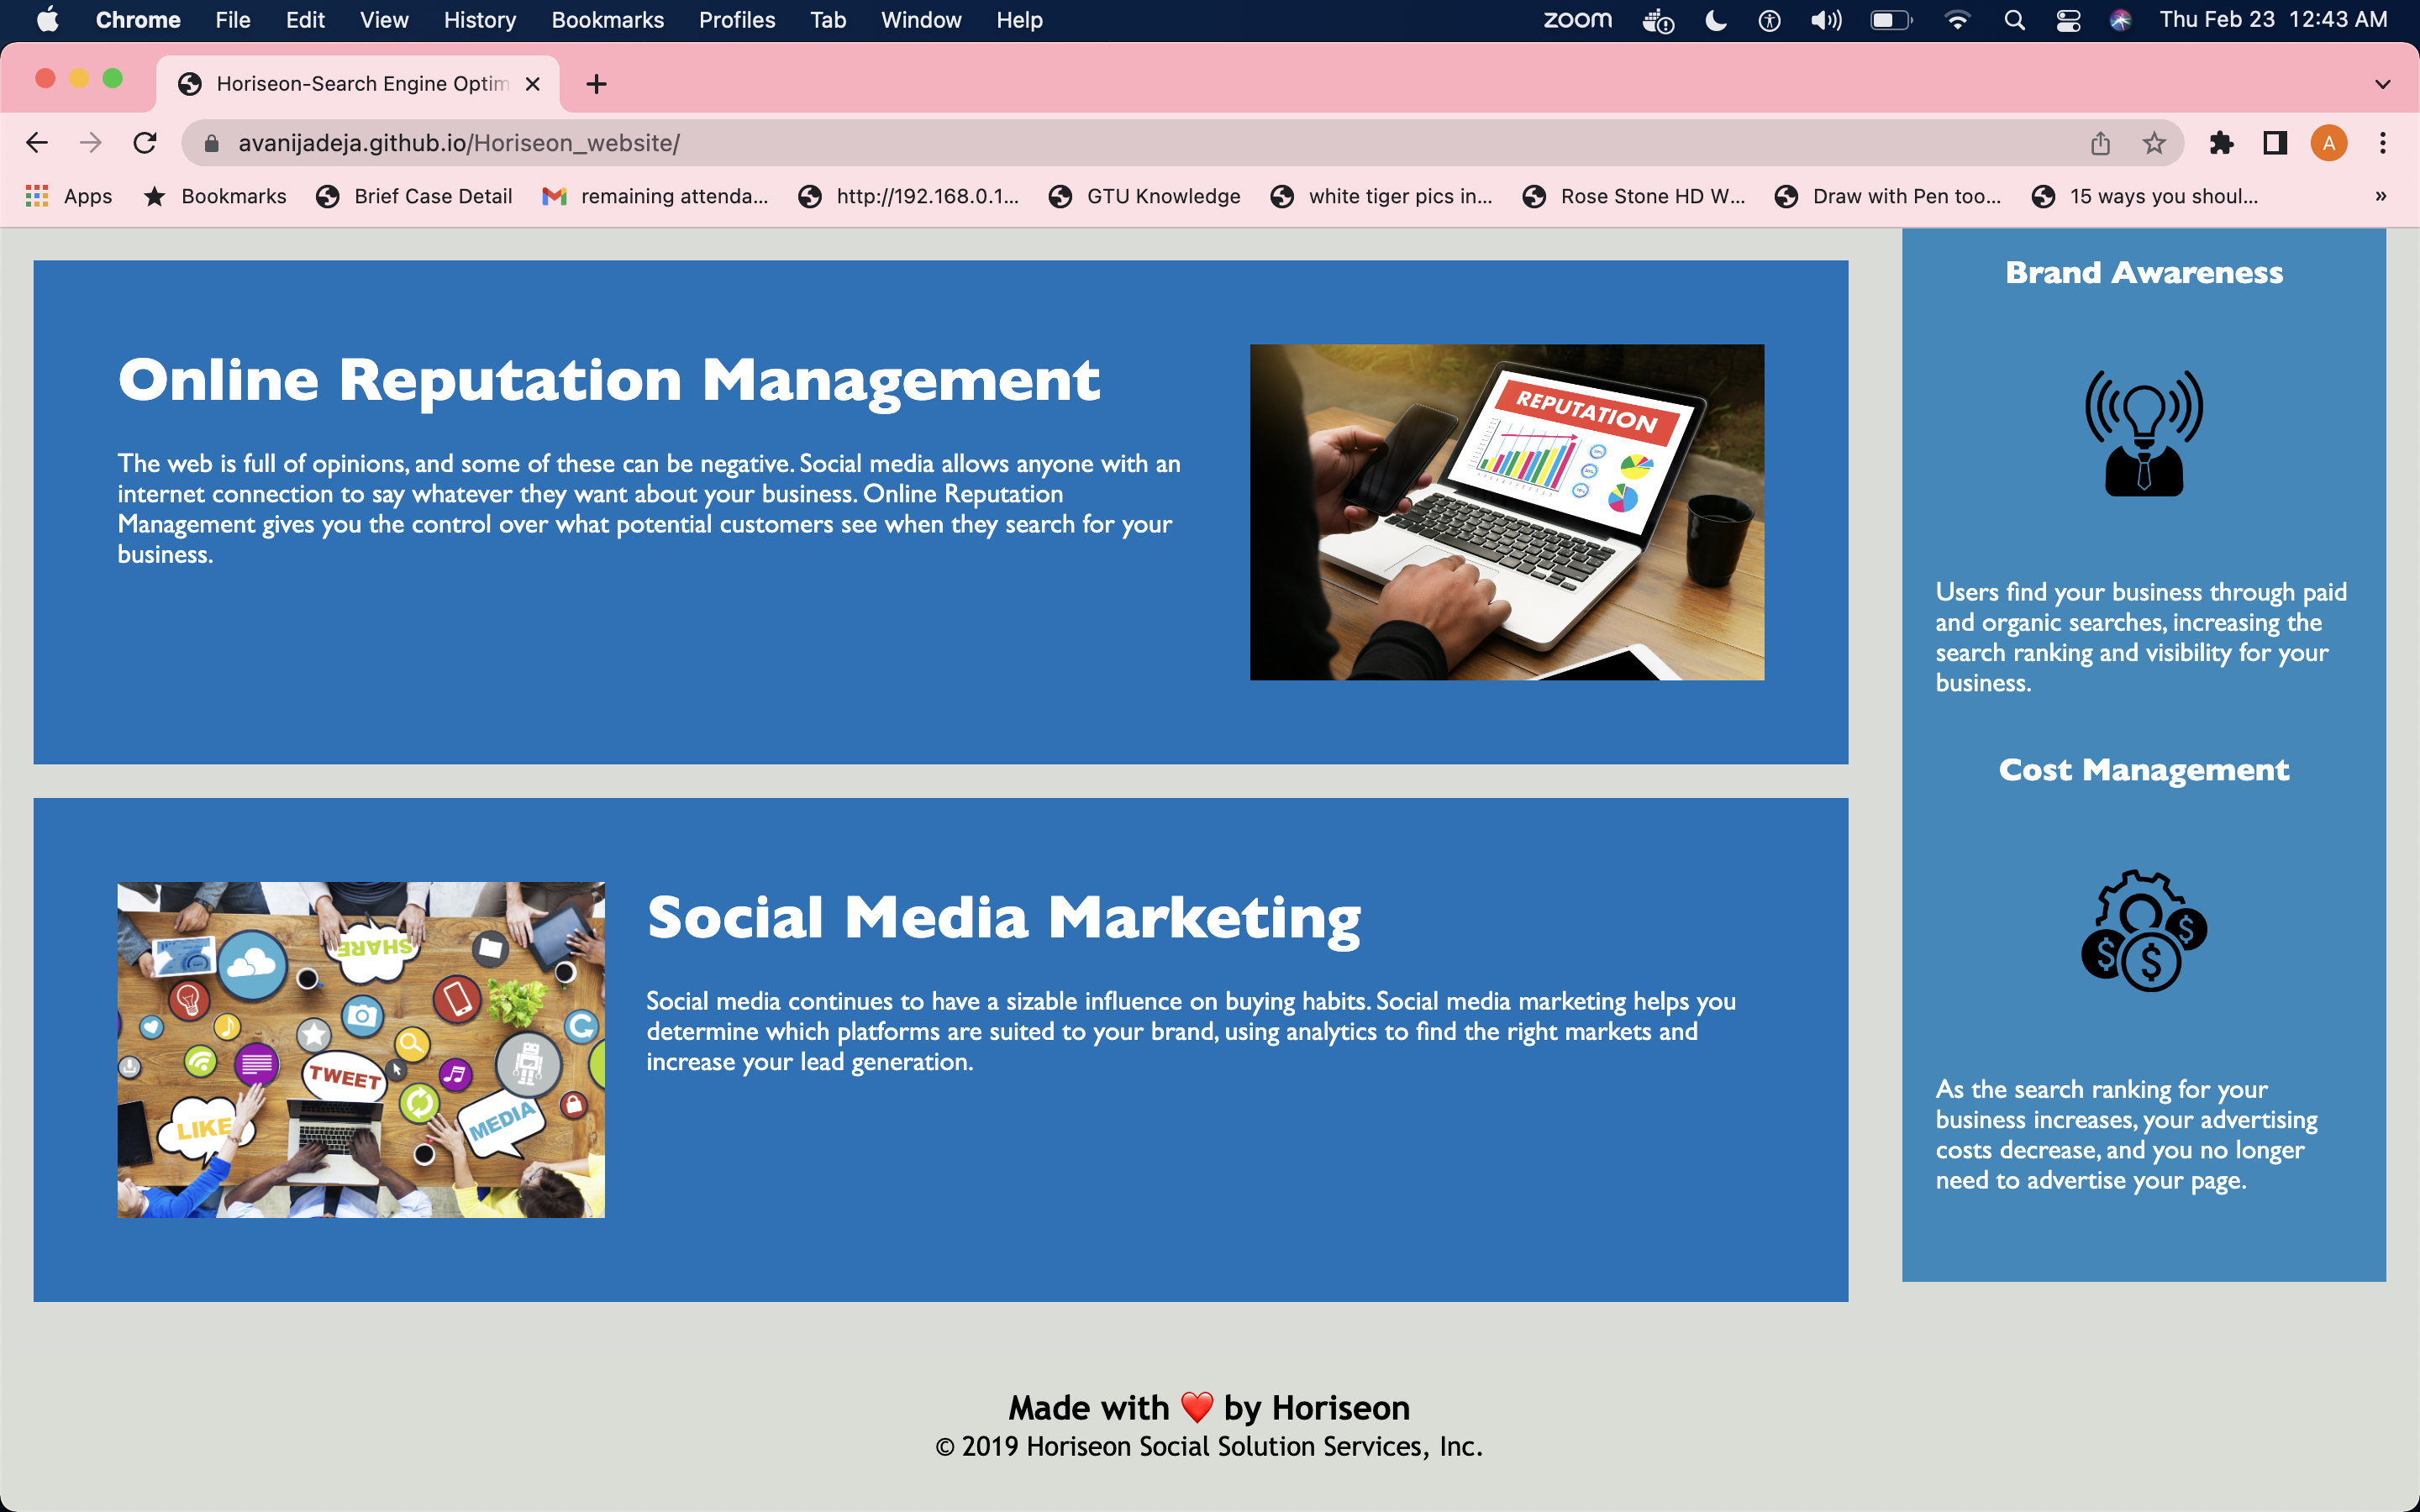 Chrome File Edit View History Bookmarks Profiles Tab Window Help zoom Thu Feb 23 12:43 AM
Horiseon-Search Engine Optim
avanijadeja.github.io/Horiseon_website/ A
Apps Bookmarks Brief Case Detail remaining attenda... http://192.168.0.1... GTU Knowledge white tiger pics in... Rose Stone HD W... Draw with Pen too... 15 ways you shoul... »
Online Reputation Management
The web is full of opinions, and some of these can be negative. Social media allows anyone with an
internet connection to say whatever they want about your business. Online Reputation
Management gives you the control over what potential customers see when they search for your
business.
REPUTATION
SHARE
TWEET
LIKE
MEDIA
Social Media Marketing
Social media continues to have a sizable influence on buying habits. Social media marketing helps you
determine which platforms are suited to your brand, using analytics to find the right markets and
increase your lead generation.
Brand Awareness
Users find your business through paid
and organic searches, increasing the
search ranking and visibility for your
business.
Cost Management
$ $ $
As the search ranking for your
business increases, your advertising
costs decrease, and you no longer
need to advertise your page.
Made with ❤️ by Horiseon
© 2019 Horiseon Social Solution Services, Inc.